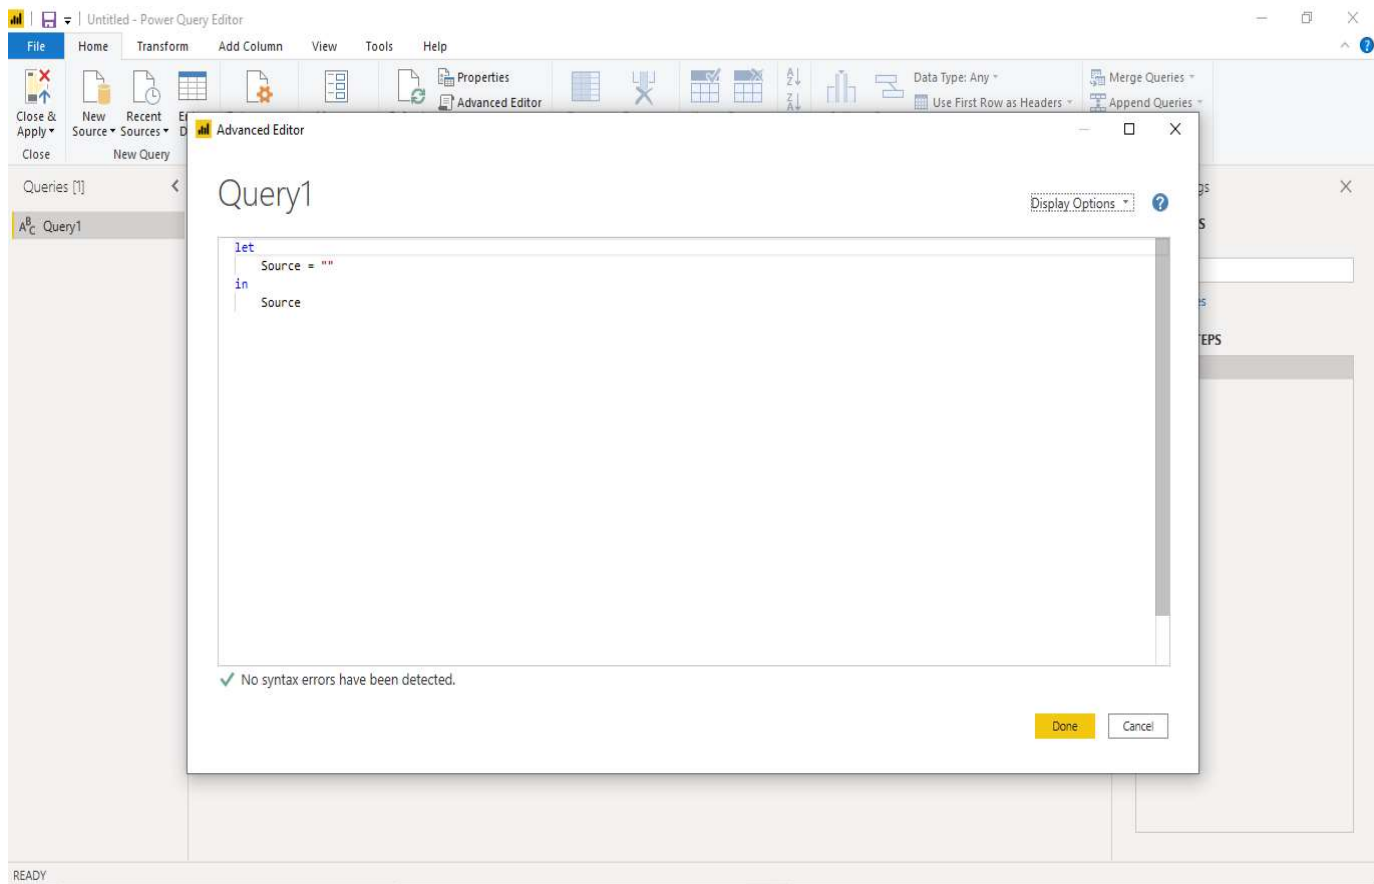 Untitled - Power Query Editor
File Home Transform Add Column View Tools Help
Close & Apply
New Source
Recent Sources
Properties
Advanced Editor
Data Type: Any
Use First Row as Headers
Merge Queries
Append Queries
Close
New Query
Advanced Editor
Queries [1]
ABC Query1
Query1
Display Options
let
Source = ""
in
Source
No syntax errors have been detected.
Done
Cancel
READY